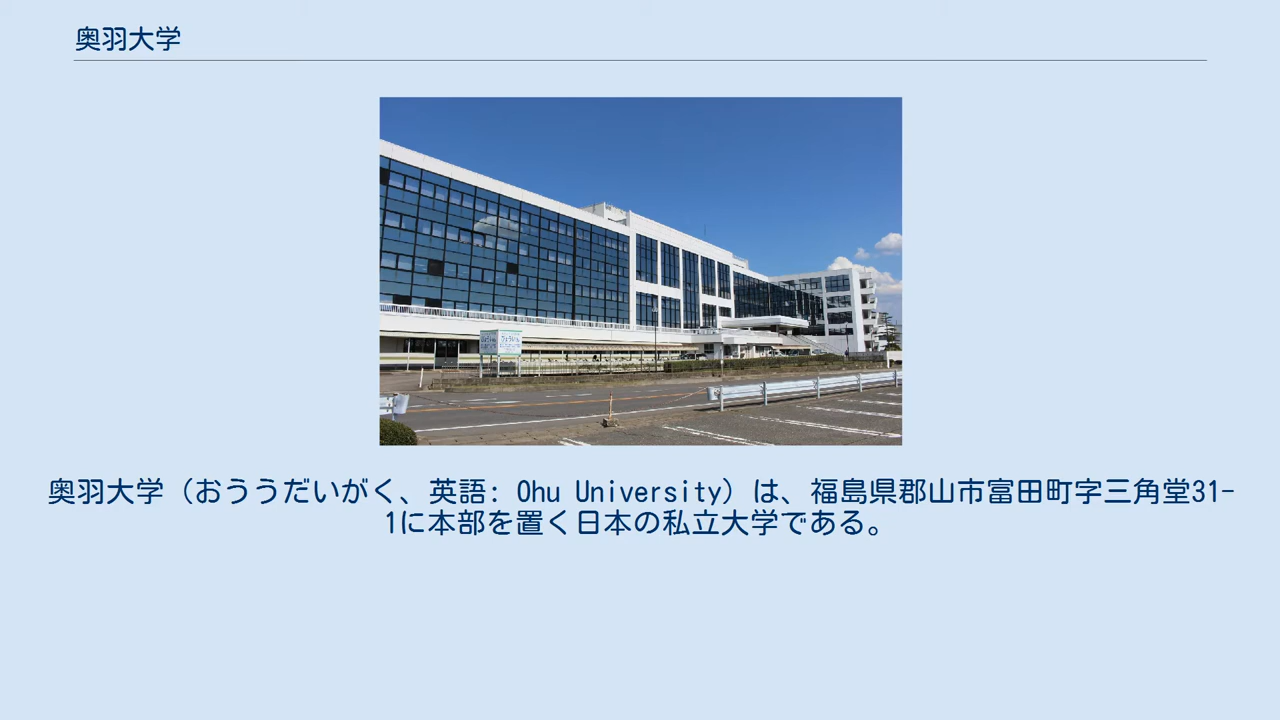 奥羽大学
奥羽大学（おううだいがく、英語: Ohu University）は、福島県郡山市富田町字三角堂31-
1に本部を置く日本の私立大学である。